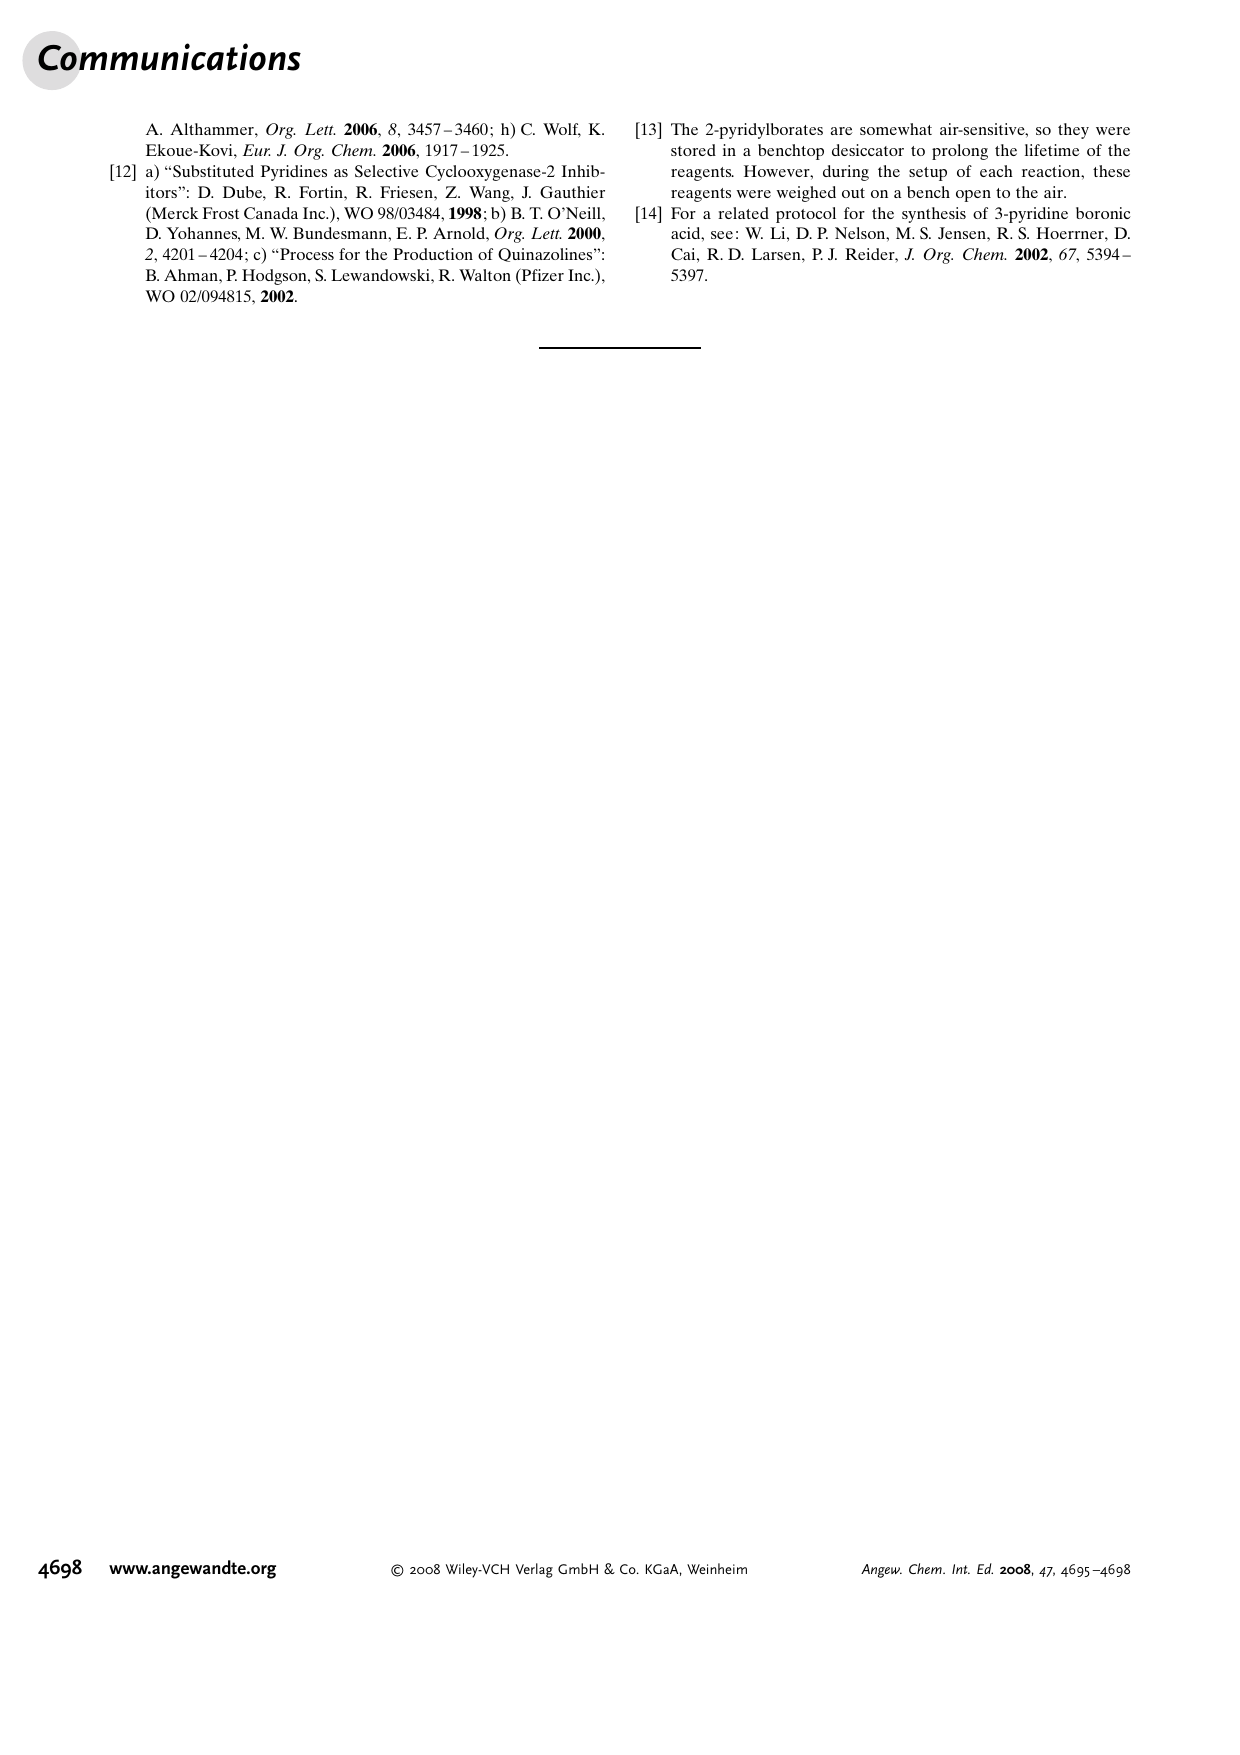 Communications
A. Althammer, Org. Lett. 2006, 8, 3457–3460; h) C. Wolf, K.
Ekoue-Kovi, Eur. J. Org. Chem. 2006, 1917–1925.
[12] a) “Substituted Pyridines as Selective Cyclooxygenase-2 Inhib-
itors”: D. Dube, R. Fortin, R. Friesen, Z. Wang, J. Gauthier
(Merck Frost Canada Inc.), WO 98/03484, 1998; b) B. T. O’Neill,
D. Yohannes, M. W. Bundesmann, E. P. Arnold, Org. Lett. 2000,
2, 4201–4204; c) “Process for the Production of Quinazolines”:
B. Ahman, P. Hodgson, S. Lewandowski, R. Walton (Pfizer Inc.),
WO 02/094815, 2002.
[13] The 2-pyridylborates are somewhat air-sensitive, so they were
stored in a benchtop desiccator to prolong the lifetime of the
reagents. However, during the setup of each reaction, these
reagents were weighed out on a bench open to the air.
[14] For a related protocol for the synthesis of 3-pyridine boronic
acid, see: W. Li, D. P. Nelson, M. S. Jensen, R. S. Hoerrner, D.
Cai, R. D. Larsen, P. J. Reider, J. Org. Chem. 2002, 67, 5394–
5397.
4698 www.angewandte.org © 2008 Wiley-VCH Verlag GmbH & Co. KGaA, Weinheim Angew. Chem. Int. Ed. 2008, 47, 4695–4698